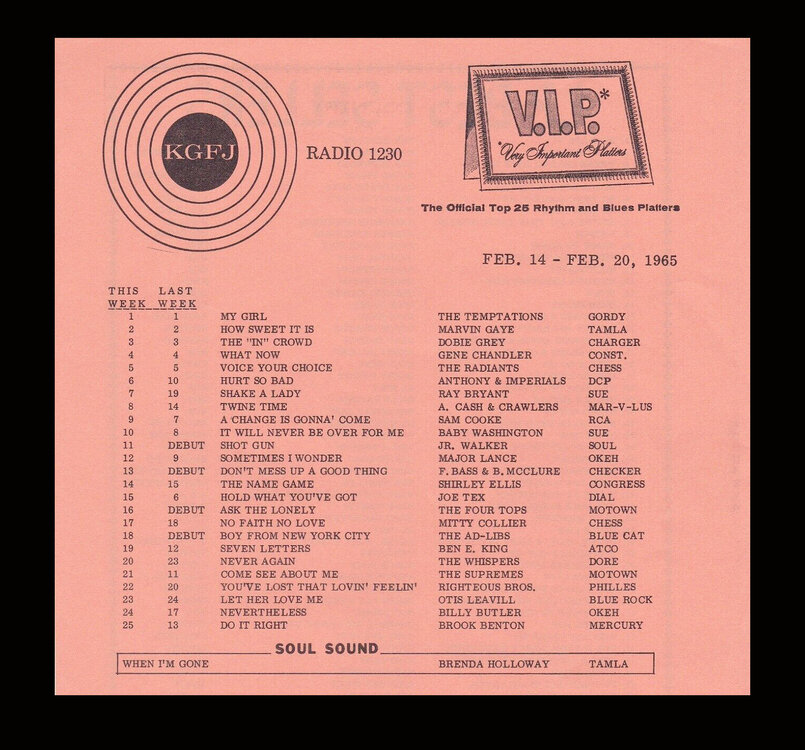 KGFJ RADIO 1230
V.I.P.*
*Very Important Platters
The Official Top 25 Rhythm and Blues Platters
FEB. 14 - FEB. 20, 1965
THIS LAST
WEEK WEEK
1 1 MY GIRL THE TEMPTATIONS GORDY
2 2 HOW SWEET IT IS MARVIN GAYE TAMLA
3 3 THE "IN" CROWD DOBIE GREY CHARGER
4 4 WHAT NOW GENE CHANDLER CONST.
5 5 VOICE YOUR CHOICE THE RADIANTS CHESS
6 10 HURT SO BAD ANTHONY & IMPERIALS DCP
7 19 SHAKE A LADY RAY BRYANT SUE
8 14 TWINE TIME A. CASH & CRAWLERS MAR-V-LUS
9 7 A CHANGE IS GONNA' COME SAM COOKE RCA
10 8 IT WILL NEVER BE OVER FOR ME BABY WASHINGTON SUE
11 DEBUT SHOT GUN JR. WALKER SOUL
12 9 SOMETIMES I WONDER MAJOR LANCE OKEH
13 DEBUT DON'T MESS UP A GOOD THING F. BASS & B. MCCLURE CHECKER
14 15 THE NAME GAME SHIRLEY ELLIS CONGRESS
15 6 HOLD WHAT YOU'VE GOT JOE TEX DIAL
16 DEBUT ASK THE LONELY THE FOUR TOPS MOTOWN
17 18 NO FAITH NO LOVE MITTY COLLIER CHESS
18 DEBUT BOY FROM NEW YORK CITY THE AD-LIBS BLUE CAT
19 12 SEVEN LETTERS BEN E. KING ATCO
20 23 NEVER AGAIN THE WHISPERS DORE
21 11 COME SEE ABOUT ME THE SUPREMES MOTOWN
22 20 YOU'VE LOST THAT LOVIN' FEELIN' RIGHTEOUS BROS. PHILLES
23 24 LET HER LOVE ME OTIS LEAVILL BLUE ROCK
24 17 NEVERTHELESS BILLY BUTLER OKEH
25 13 DO IT RIGHT BROOK BENTON MERCURY
SOUL SOUND
WHEN I'M GONE BRENDA HOLLOWAY TAMLA